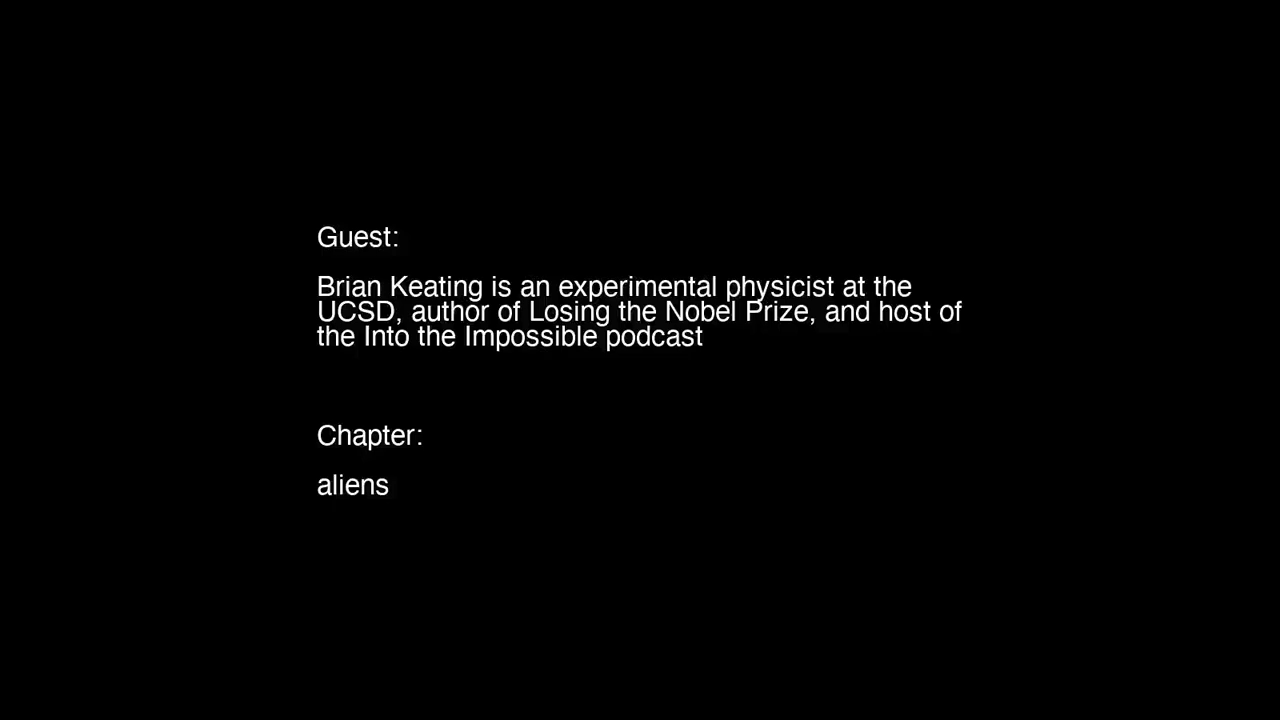 Guest:
Brian Keating is an experimental physicist at the
UCSD, author of Losing the Nobel Prize, and host of
the Into the Impossible podcast
Chapter:
aliens